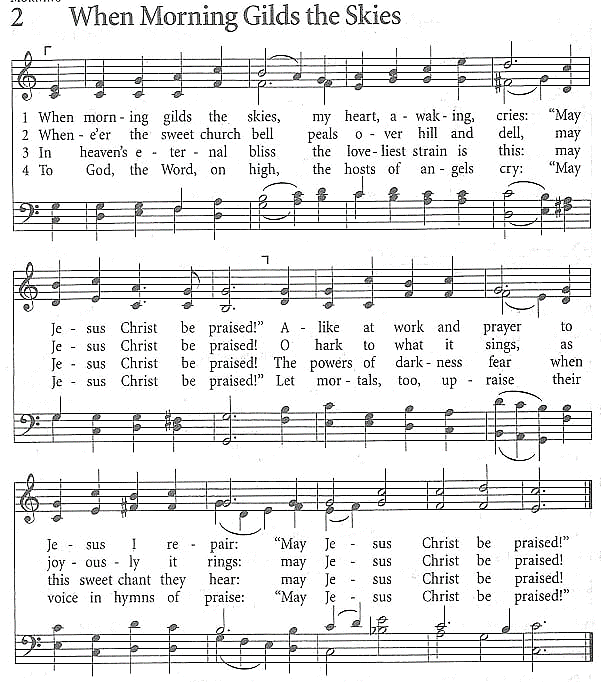 2 When Morning Gilds the Skies
1 When morn - ing gilds the skies, my heart, a - wak - ing, cries: “May
2 When - e'er the sweet church bell peals o - ver hill and dell, may
3 In heaven's e - ter - nal bliss the love - liest strain is this: may
4 To God, the Word, on high, the hosts of an - gels cry: “May
Je - sus Christ be praised!” A - like at work and prayer to
Je - sus Christ be praised! O hark to what it sings, as
Je - sus Christ be praised! The powers of dark - ness fear when
Je - sus Christ be praised!” Let mor - tals, too, up - raise their
Je - sus I re - pair: “May Je - sus Christ be praised!”
joy - ous - ly it rings: may Je - sus Christ be praised!
this sweet chant they hear: may Je - sus Christ be praised!
voice in hymns of praise: “May Je - sus Christ be praised!”